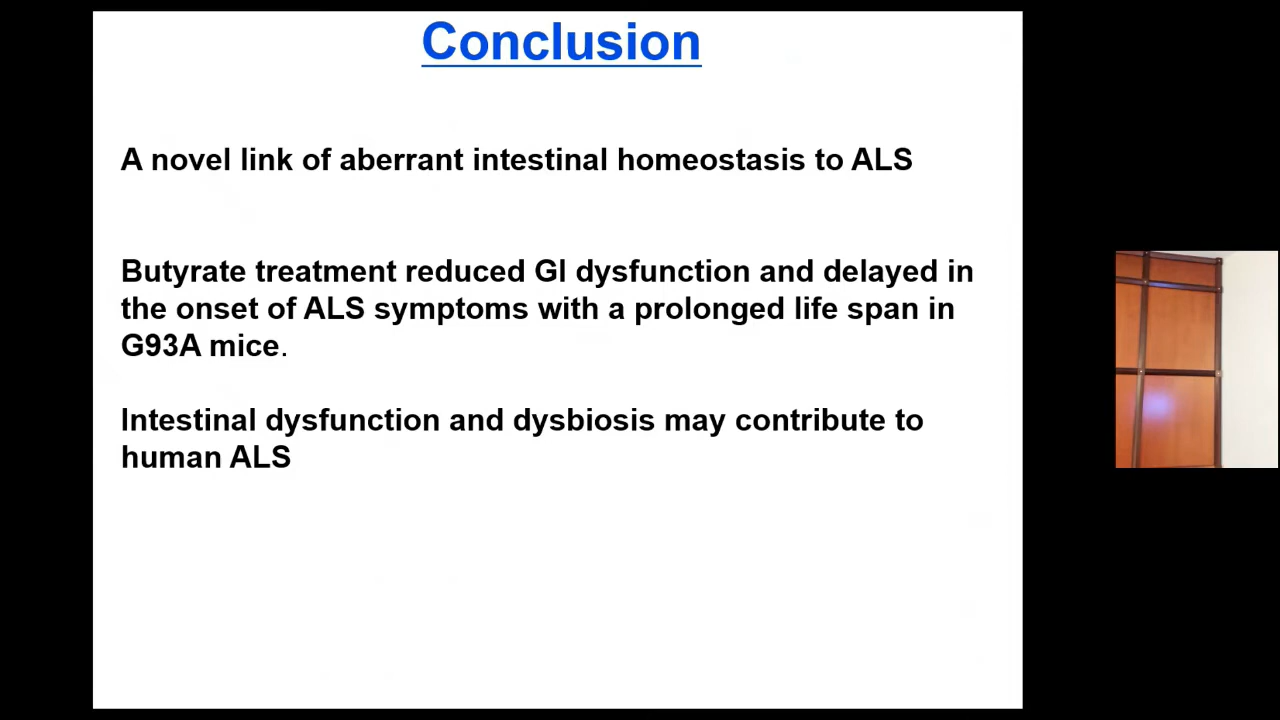 Conclusion
A novel link of aberrant intestinal homeostasis to ALS
Butyrate treatment reduced GI dysfunction and delayed in
the onset of ALS symptoms with a prolonged life span in
G93A mice.
Intestinal dysfunction and dysbiosis may contribute to
human ALS